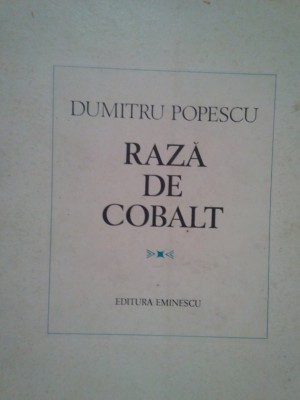 DUMITRU POPESCU
RAZĂ
DE
COBALT
EDITURA EMINESCU